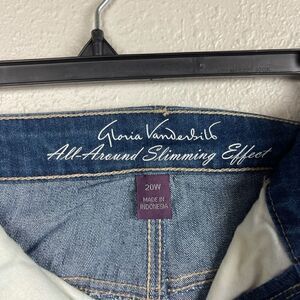 Gloria Vanderbilt
All-Around Slimming Effect
20W
MADE IN
INDONESIA